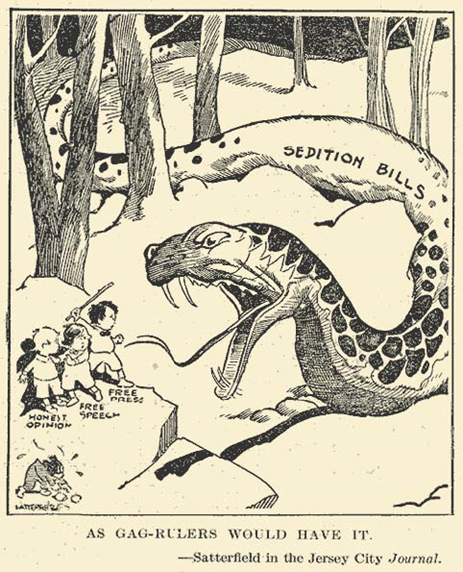 SEDITION BILLS
FREE
PRESS
FREE
SPEECH
HONEST
OPINION
SATTERFIELD
AS GAG-RULERS WOULD HAVE IT.
—Satterfield in the Jersey City Journal.